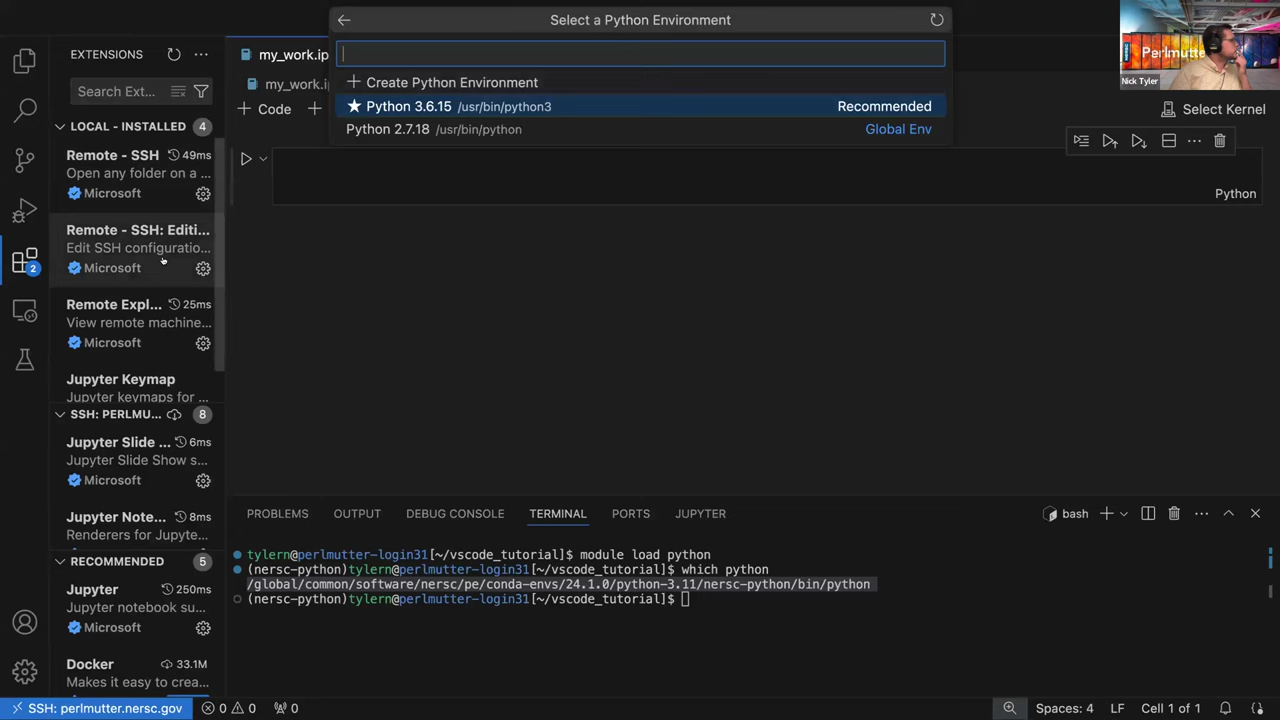 Select a Python Environment
Create Python Environment
Python 3.6.15 /usr/bin/python3 Recommended
Python 2.7.18 /usr/bin/python Global Env
Perlmutter
Nick Tyler
EXTENSIONS
Search Ext...
LOCAL - INSTALLED 4
Remote - SSH 49ms
Open any folder on a ...
Microsoft
Remote - SSH: Editi...
Edit SSH configuratio...
Microsoft
Remote Expl... 25ms
View remote machine...
Microsoft
Jupyter Keymap
Jupyter keymaps for ...
SSH: PERLMU... 8
Jupyter Slide ... 6ms
Jupyter Slide Show s...
Microsoft
Jupyter Note... 8ms
Renderers for Jupyte...
RECOMMENDED 5
Jupyter 250ms
Jupyter notebook su...
Microsoft
Docker 33.1M
Makes it easy to crea...
2
my_work.ip
my_work.ip
+ Code +
Select Kernel
Python
PROBLEMS OUTPUT DEBUG CONSOLE TERMINAL PORTS JUPYTER
bash
tylern@perlmutter-login31[~/vscode_tutorial]$ module load python
(nersc-python)tylern@perlmutter-login31[~/vscode_tutorial]$ which python
/global/common/software/nersc/pe/conda-envs/24.1.0/python-3.11/nersc-python/bin/python
(nersc-python)tylern@perlmutter-login31[~/vscode_tutorial]$
SSH: perlmutter.nersc.gov 0 0 0 Spaces: 4 LF Cell 1 of 1